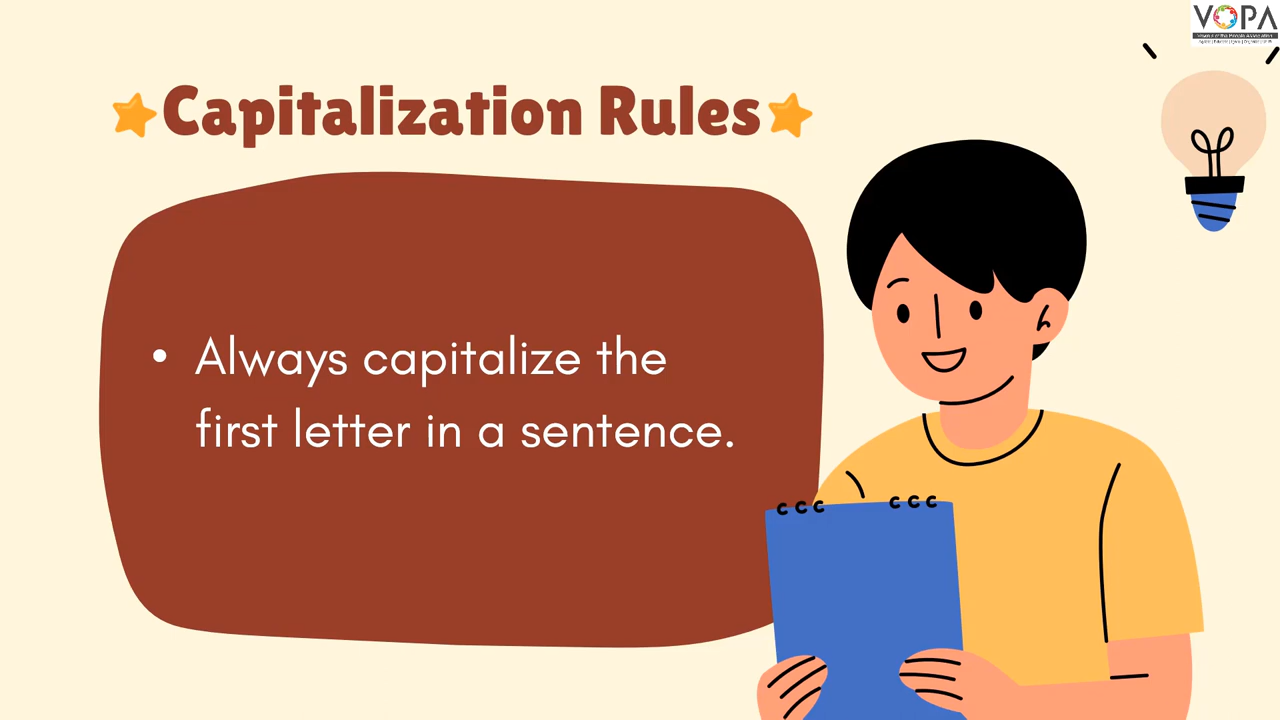 VOPA
Capitalization Rules
• Always capitalize the
first letter in a sentence.